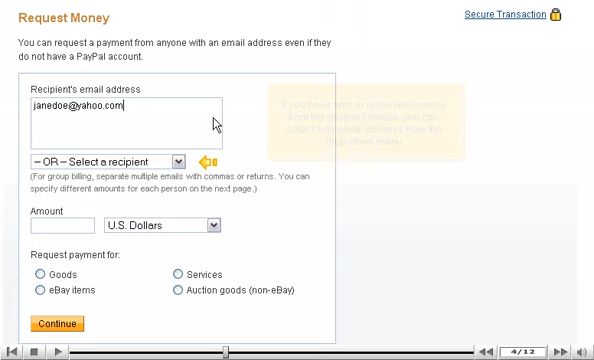 Request Money
Secure Transaction
You can request a payment from anyone with an email address even if they
do not have a PayPal account.
Recipient's email address
janedoe@yahoo.com
If you have sent or requested money
from the recipient before, you can
select their email address from the
drop-down menu.
– OR – Select a recipient
(For group billing, separate multiple emails with commas or returns. You can
specify different amounts for each person on the next page.)
Amount
U.S. Dollars
Request payment for:
Goods
Services
eBay items
Auction goods (non-eBay)
Continue
4/12